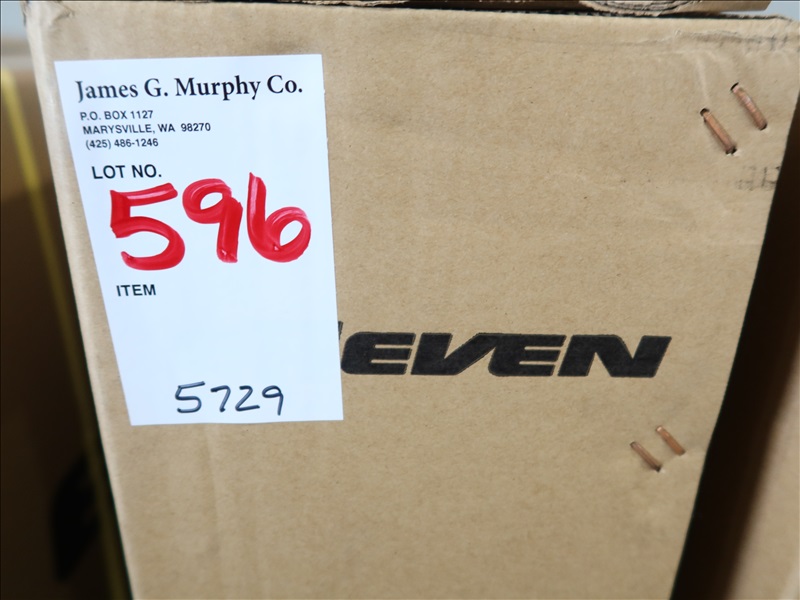 James G. Murphy Co.
P.O. BOX 1127
MARYSVILLE, WA 98270
(425) 486-1246
LOT NO.
596
ITEM
5729
EVEN